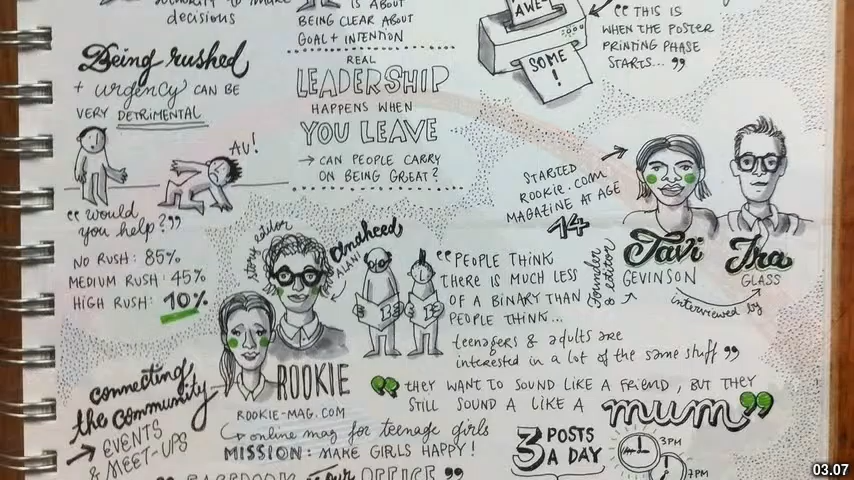 decisions
IS ABOUT
BEING CLEAR ABOUT
GOAL + INTENTION
AWE-
SOME!
"THIS IS
WHEN THE POSTER
PRINTING PHASE
STARTS... "
Being rushed
+ urgency CAN BE
VERY DETRIMENTAL
REAL
LEADERSHIP
HAPPENS WHEN
YOU LEAVE
→ CAN PEOPLE CARRY
ON BEING GREAT?
AU!
"would
you help?"
NO RUSH: 85%
MEDIUM RUSH: 45%
HIGH RUSH: 10%
STARTED
ROOKIE.COM
MAGAZINE AT AGE
14
Founder
& editor
Tavi
GEVINSON
Ira
GLASS
interviewed by
story editor
Anaheed
ALANI
"PEOPLE THINK
THERE IS MUCH LESS
OF A BINARY THAN
PEOPLE THINK...
teenagers & adults are
interested in a lot of the same stuff"
connecting
the community
→ EVENTS
& MEET-UPS
ROOKIE
ROOKIE-MAG.COM
online mag for teenage girls
MISSION: MAKE GIRLS HAPPY!
"THEY WANT TO SOUND LIKE A FRIEND, BUT THEY
STILL SOUND A LIKE A mum"
3 POSTS
A DAY
3PM
7PM
"FACEBOOK is our OFFICE"
03.07